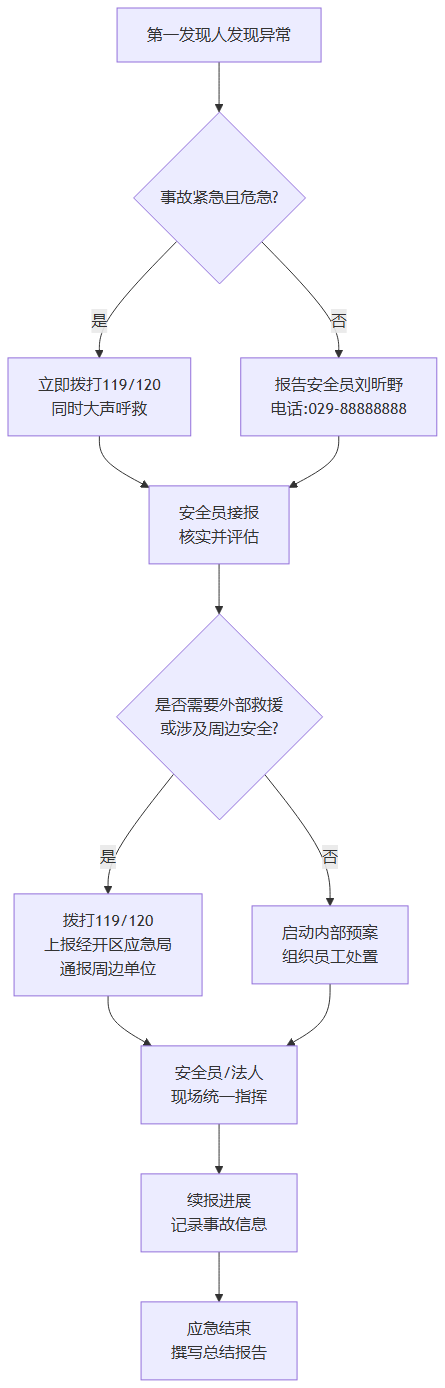 第一发现人发现异常
事故紧急且危急?
是
否
立即拨打119/120
同时大声呼救
报告安全员刘昕野
电话:029-88888888
安全员接报
核实并评估
是否需要外部救援
或涉及周边安全?
是
否
拨打119/120
上报经开区应急局
通报周边单位
启动内部预案
组织员工处置
安全员/法人
现场统一指挥
续报进展
记录事故信息
应急结束
撰写总结报告